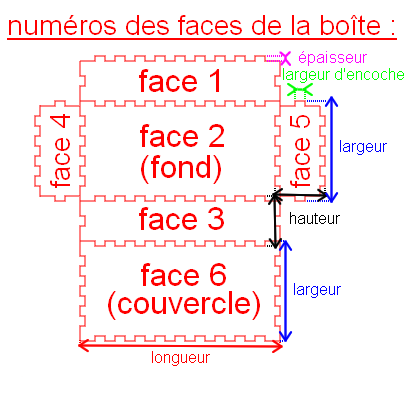 numéros des faces de la boîte :
épaisseur
face 1
largeur d'encoche
face 4
face 2
(fond)
face 5
largeur
face 3
hauteur
face 6
(couvercle)
largeur
longueur